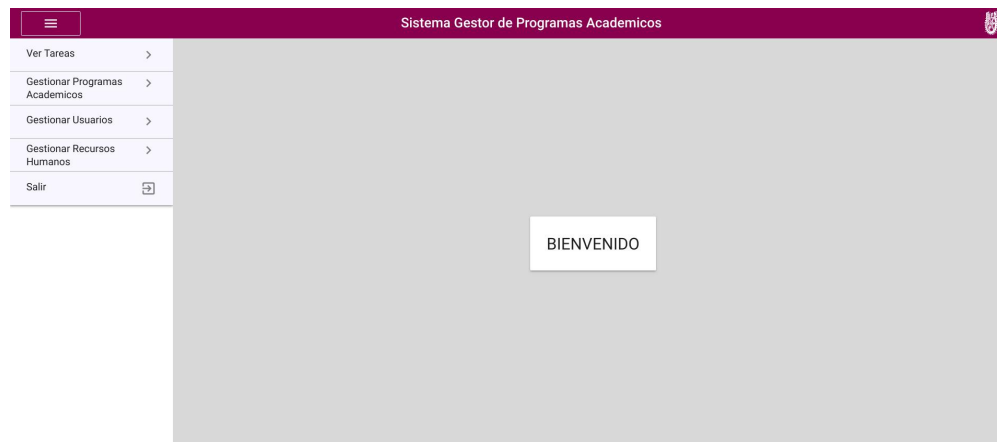 Sistema Gestor de Programas Academicos
Ver Tareas
Gestionar Programas
Academicos
Gestionar Usuarios
Gestionar Recursos
Humanos
Salir
BIENVENIDO